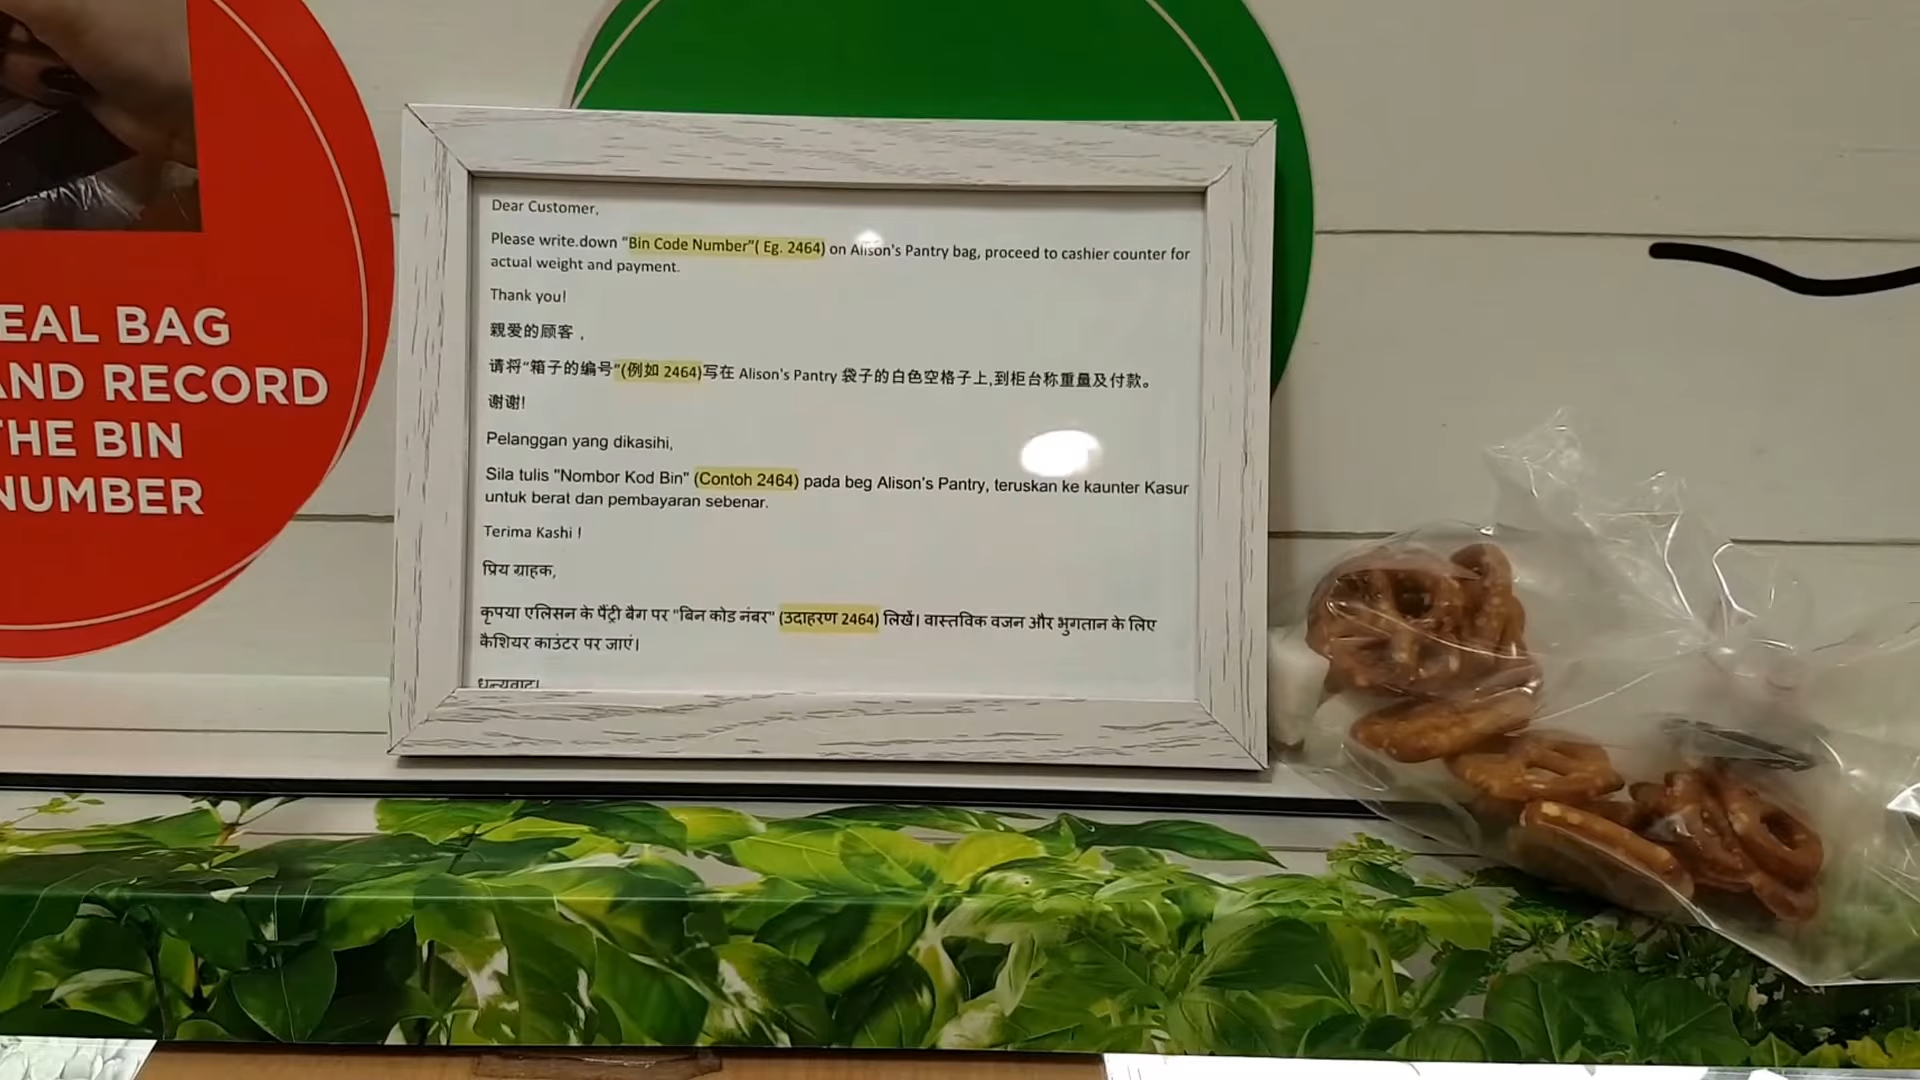 EAL BAG
AND RECORD
THE BIN
NUMBER
Dear Customer,
Please write.down "Bin Code Number"( Eg. 2464) on Alison's Pantry bag, proceed to cashier counter for
actual weight and payment.
Thank you!
親爱的顾客 ,
请将"箱子的编号"(例如 2464)写在 Alison's Pantry 袋子的白色空格子上,到柜台称重量及付款。
谢谢!
Pelanggan yang dikasihi,
Sila tulis "Nombor Kod Bin" (Contoh 2464) pada beg Alison's Pantry, teruskan ke kaunter Kasur
untuk berat dan pembayaran sebenar.
Terima Kashi !
प्रिय ग्राहक,
कृपया एलिसन के पैंट्री बैग पर "बिन कोड नंबर" (उदाहरण 2464) लिखें। वास्तविक वजन और भुगतान के लिए
कैशियर काउंटर पर जाएं।
धन्यवाद।